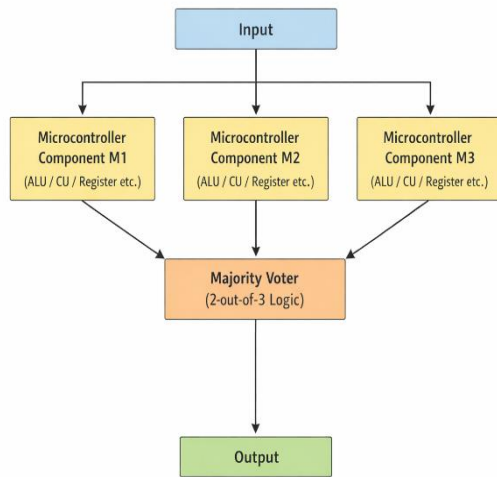 Input
Microcontroller
Component M1
(ALU / CU / Register etc.)
Microcontroller
Component M2
(ALU / CU / Register etc.)
Microcontroller
Component M3
(ALU / CU / Register etc.)
Majority Voter
(2-out-of-3 Logic)
Output